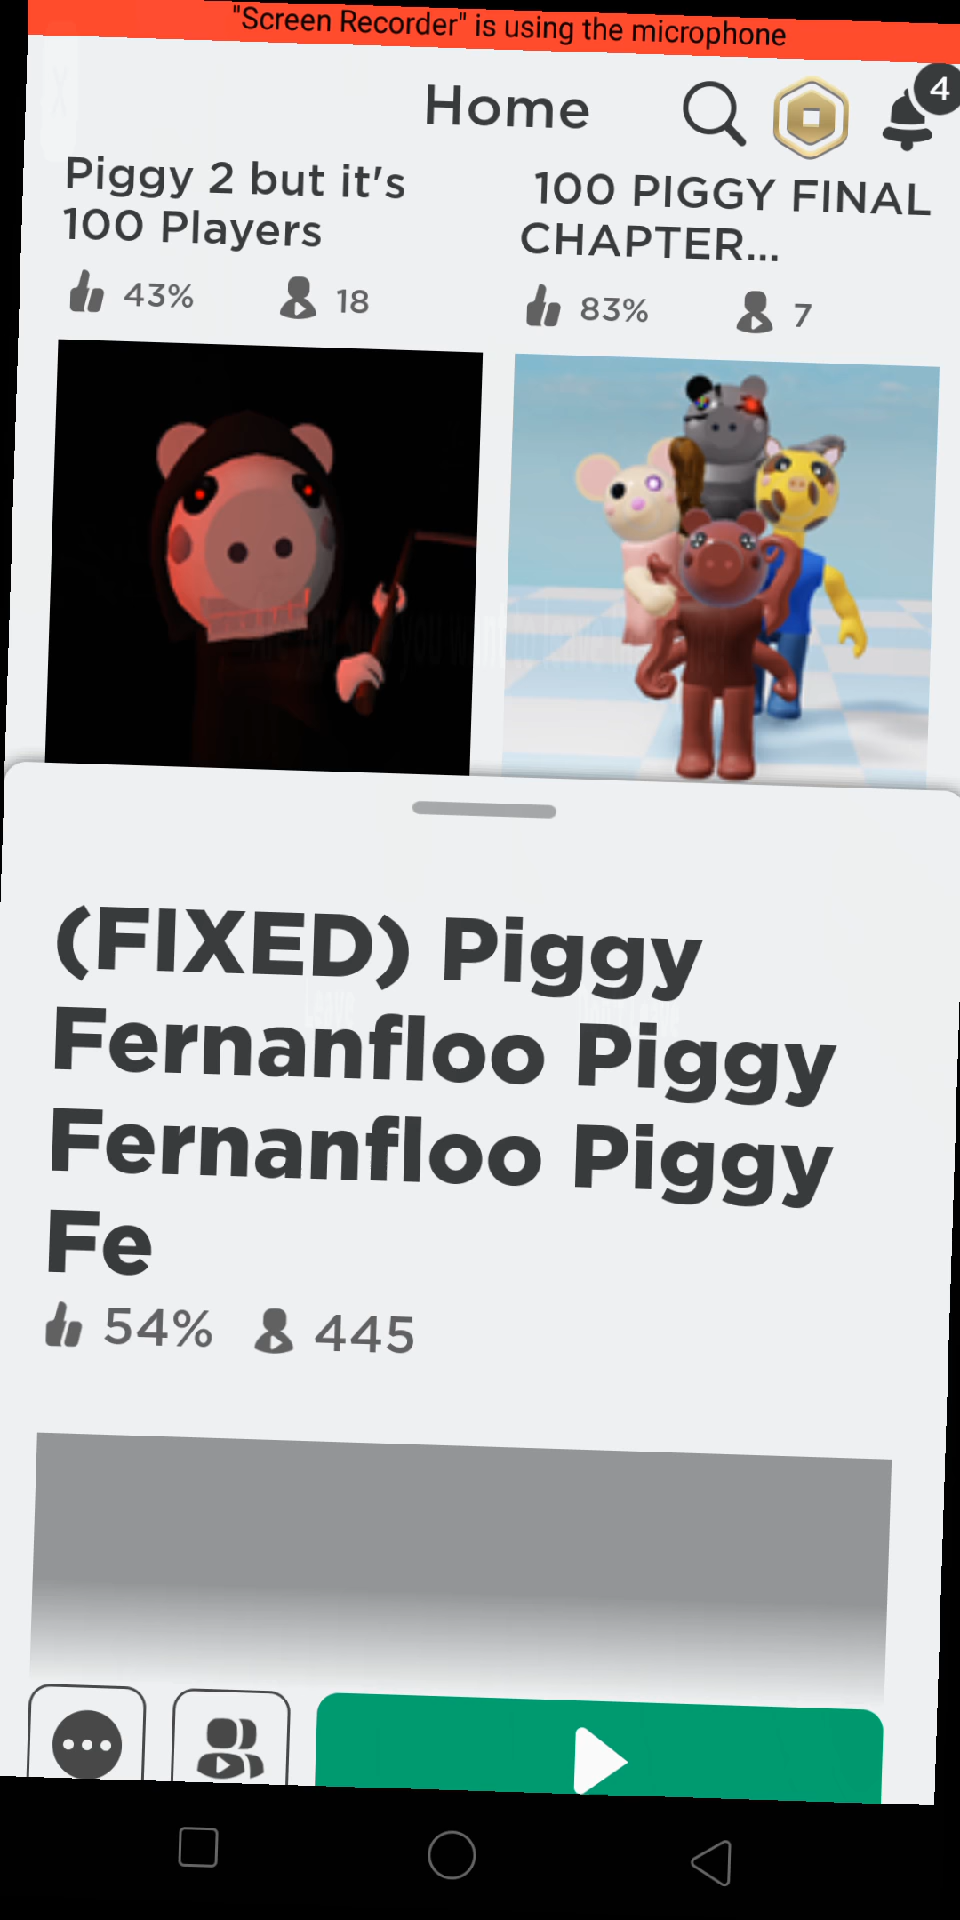 "Screen Recorder" is using the microphone
Home
4
Piggy 2 but it's
100 Players
43% 18
100 PIGGY FINAL
CHAPTER...
83% 7
(FIXED) Piggy
Fernanfloo Piggy
Fernanfloo Piggy
Fe
54% 445